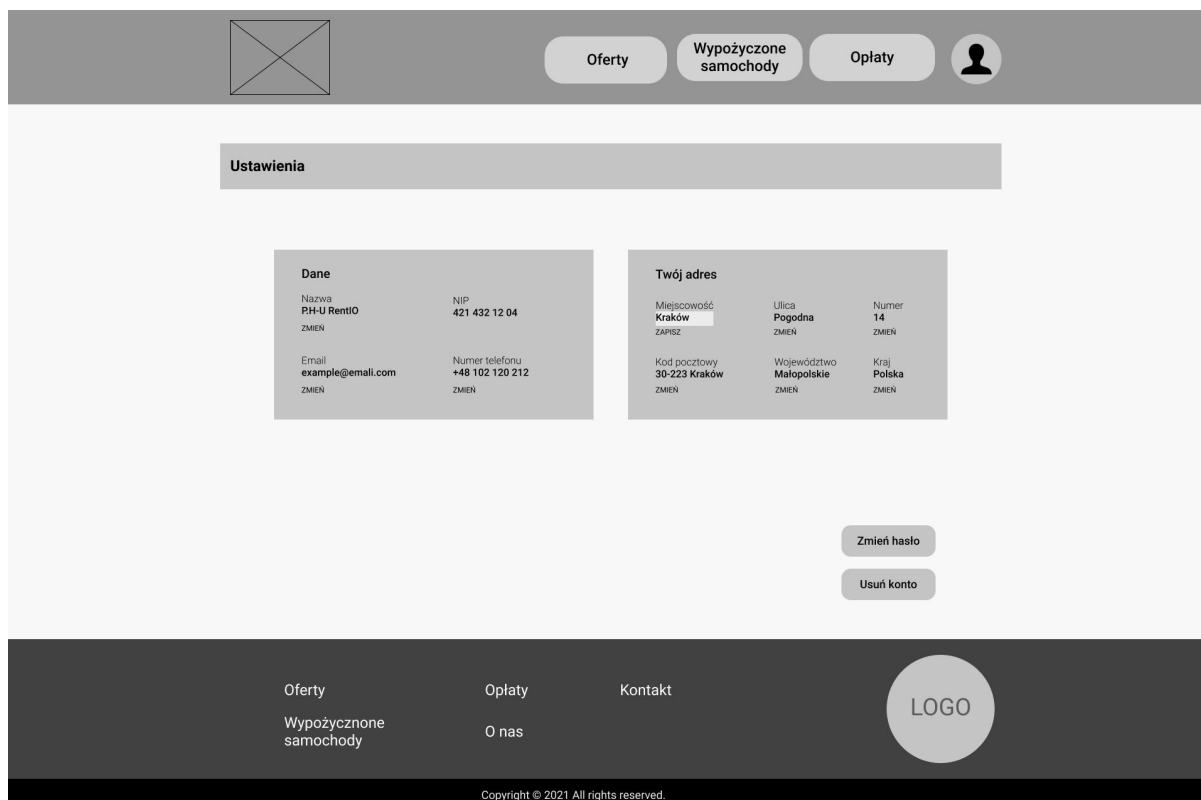 Oferty
Wypożyczone
samochody
Opłaty
Ustawienia
Dane
Nazwa
P.H-U RentIO
ZMIEŃ
NIP
421 432 12 04
Email
example@emali.com
ZMIEŃ
Numer telefonu
+48 102 120 212
ZMIEŃ
Twój adres
Miejscowość
Kraków
ZAPISZ
Ulica
Pogodna
ZMIEŃ
Numer
14
ZMIEŃ
Kod pocztowy
30-223 Kraków
ZMIEŃ
Województwo
Małopolskie
ZMIEŃ
Kraj
Polska
ZMIEŃ
Zmień hasło
Usuń konto
Oferty
Wypożycznone
samochody
Opłaty
O nas
Kontakt
LOGO
Copyright © 2021 All rights reserved.